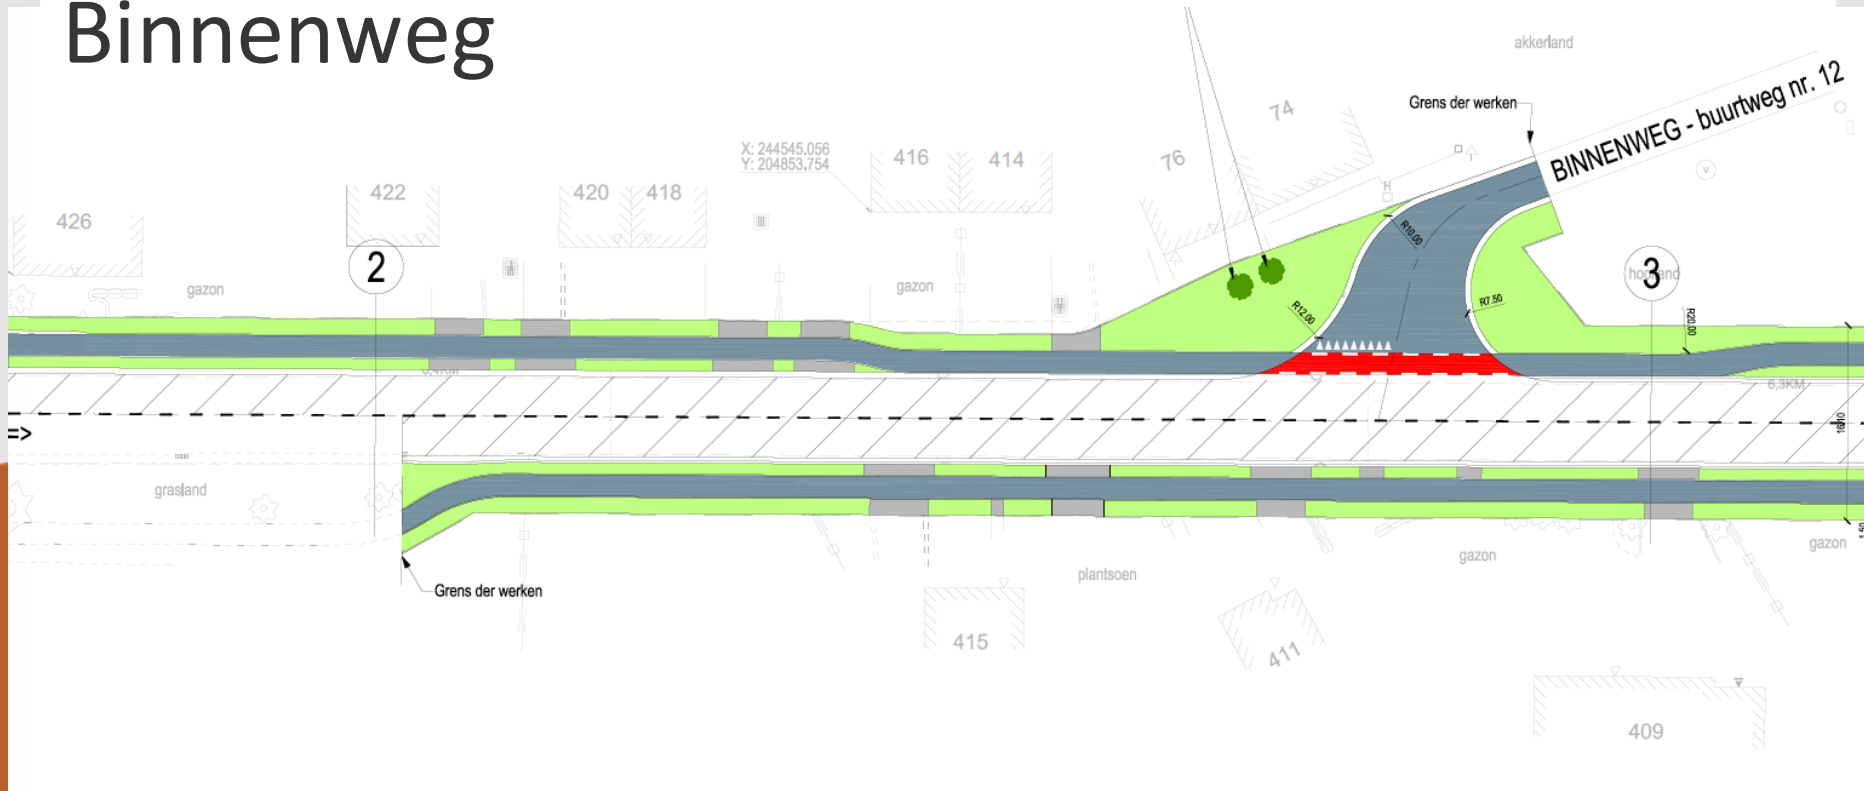 Binnenweg
akkerland
BINNENWEG - buurtweg nr. 12
Grens der werken
74
76
X: 244545.056
Y: 204853.754
416
414
422
420
418
426
H
V
R10.00
2
3
gazon
gazon
R7.50
R12.00
R20.00
6,3KM
=>
grasland
Grens der werken
plantsoen
gazon
gazon
415
411
409